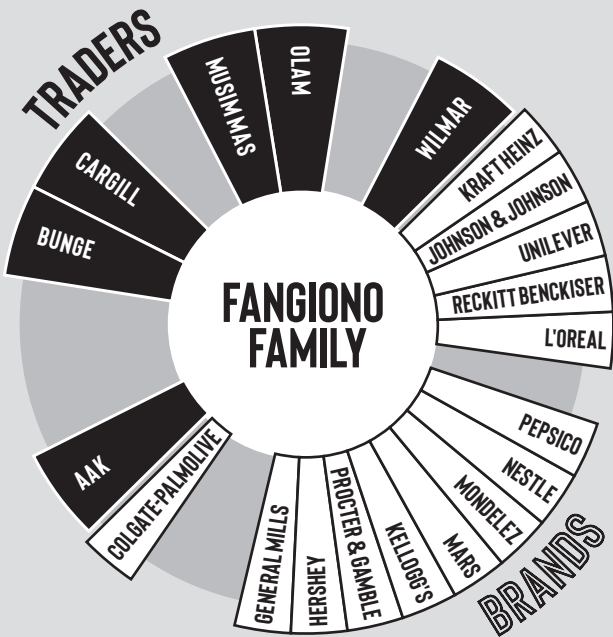 TRADERS
BUNGE
CARGILL
MUSIM MAS
OLAM
WILMAR
KRAFT HEINZ
JOHNSON & JOHNSON
UNILEVER
RECKITT BENCKISER
L'OREAL
FANGIONO
FAMILY
PEPSICO
NESTLE
MONDELEZ
MARS
KELLOGG'S
PROCTER & GAMBLE
HERSHEY
GENERAL MILLS
COLGATE-PALMOLIVE
AAK
BRANDS